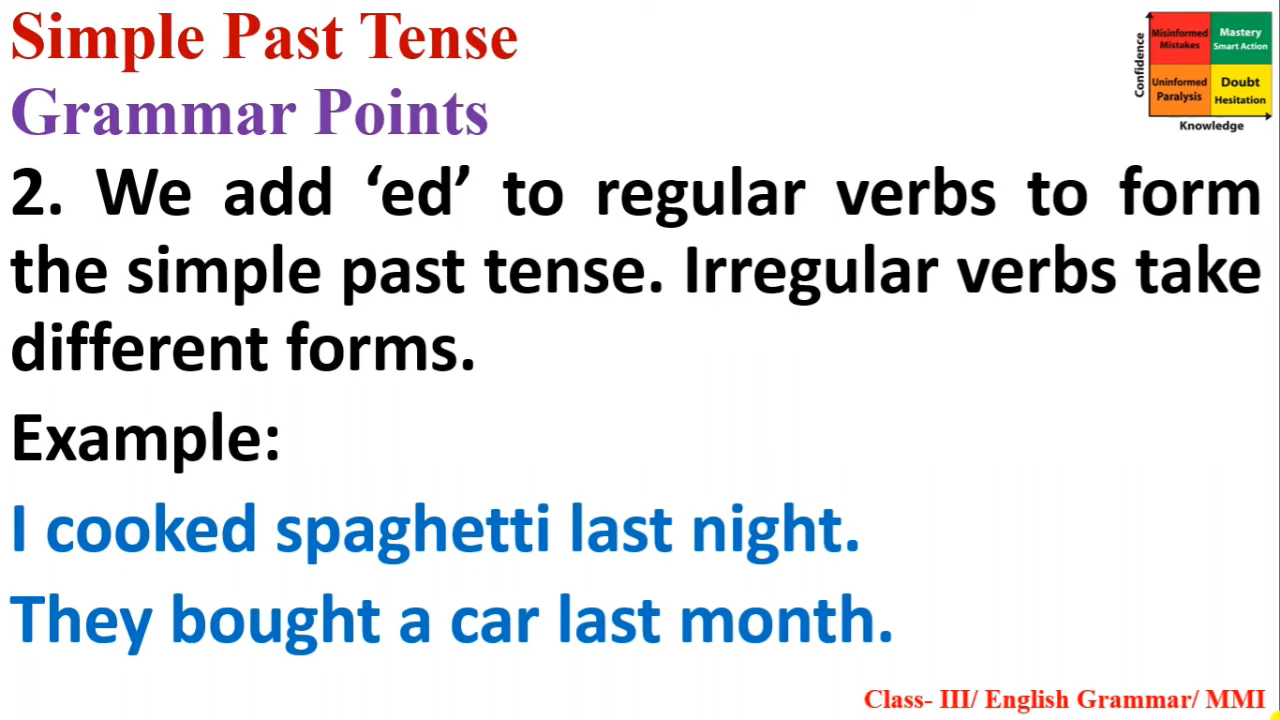 Simple Past Tense
Grammar Points
2. We add ‘ed’ to regular verbs to form
the simple past tense. Irregular verbs take
different forms.
Example:
I cooked spaghetti last night.
They bought a car last month.
Confidence
Misinformed
Mistakes
Mastery
Smart Action
Uninformed
Paralysis
Doubt
Hesitation
Knowledge
Class- III/ English Grammar/ MMI